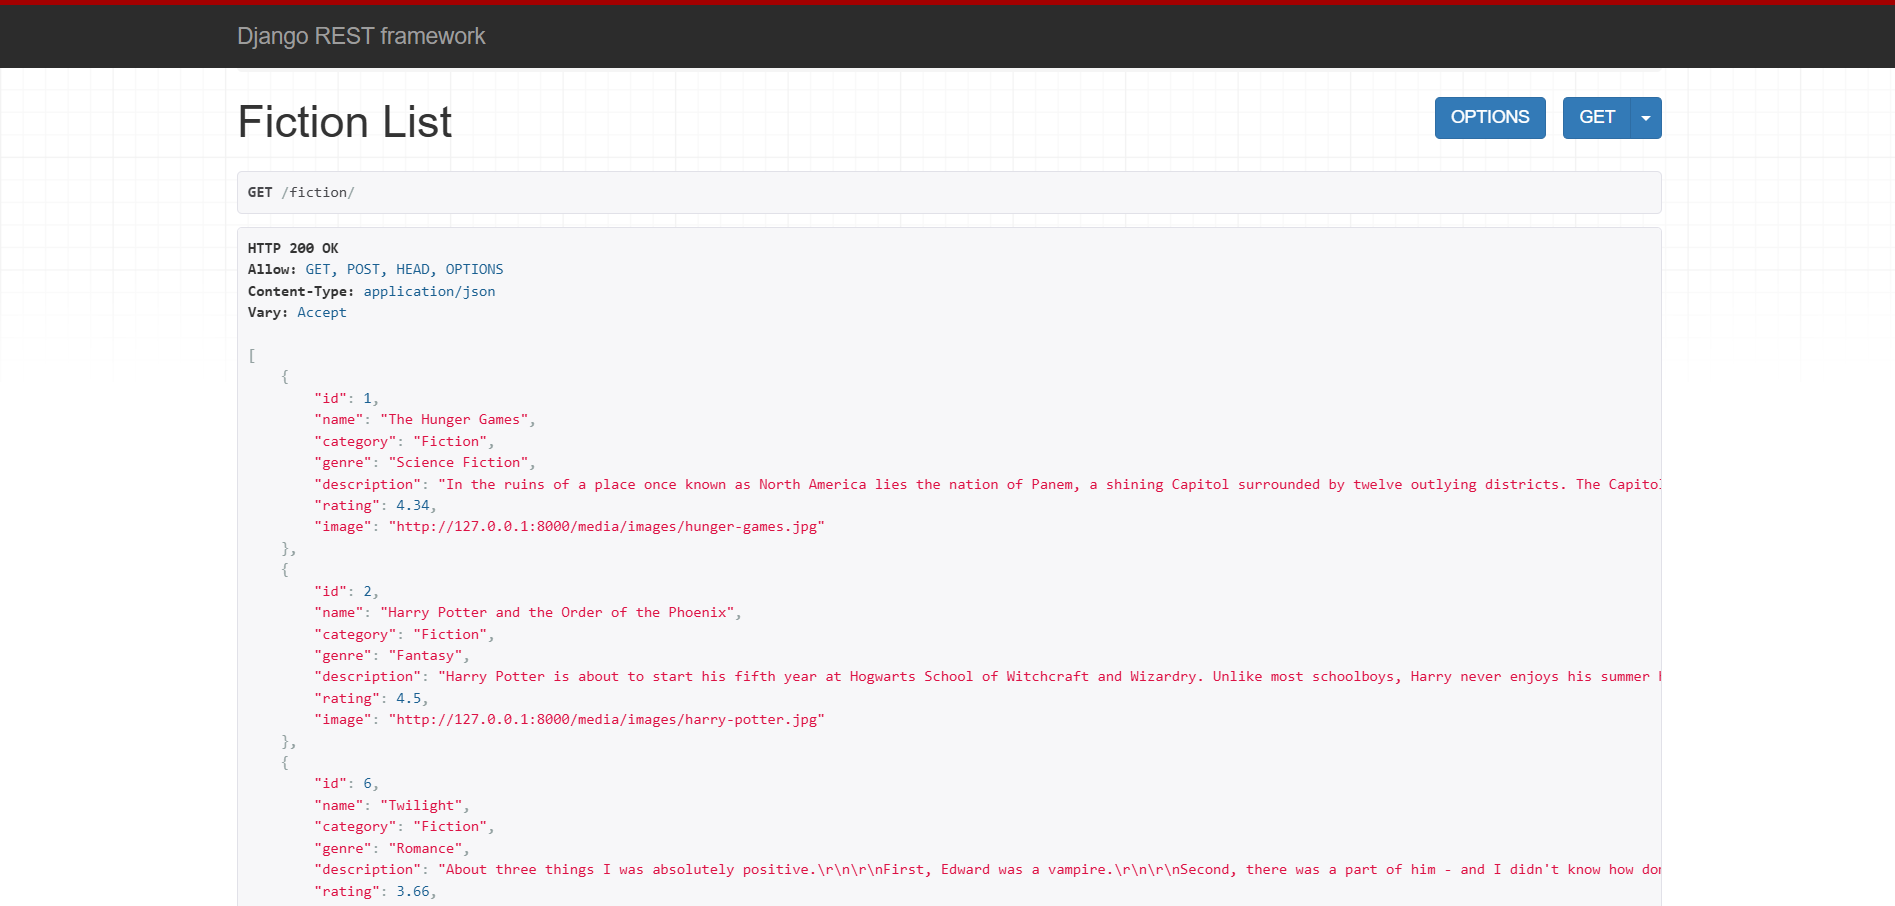 Django REST framework
Fiction List
OPTIONS
GET
GET /fiction/
HTTP 200 OK
Allow: GET, POST, HEAD, OPTIONS
Content-Type: application/json
Vary: Accept
[
{
"id": 1,
"name": "The Hunger Games",
"category": "Fiction",
"genre": "Science Fiction",
"description": "In the ruins of a place once known as North America lies the nation of Panem, a shining Capitol surrounded by twelve outlying districts. The Capitol
"rating": 4.34,
"image": "http://127.0.0.1:8000/media/images/hunger-games.jpg"
},
{
"id": 2,
"name": "Harry Potter and the Order of the Phoenix",
"category": "Fiction",
"genre": "Fantasy",
"description": "Harry Potter is about to start his fifth year at Hogwarts School of Witchcraft and Wizardry. Unlike most schoolboys, Harry never enjoys his summer
"rating": 4.5,
"image": "http://127.0.0.1:8000/media/images/harry-potter.jpg"
},
{
"id": 6,
"name": "Twilight",
"category": "Fiction",
"genre": "Romance",
"description": "About three things I was absolutely positive.\r\n\r\nFirst, Edward was a vampire.\r\n\r\nSecond, there was a part of him - and I didn't know how
"rating": 3.66,